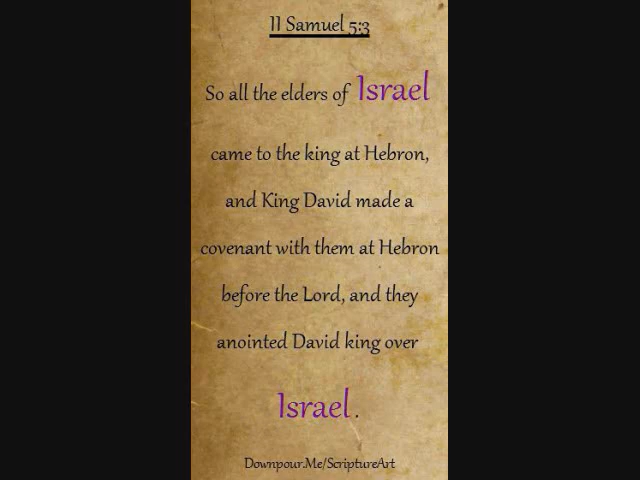 II Samuel 5:3
So all the elders of Israel
came to the king at Hebron,
and King David made a
covenant with them at Hebron
before the Lord, and they
anointed David king over
Israel.
Downpour.Me/ScriptureArt